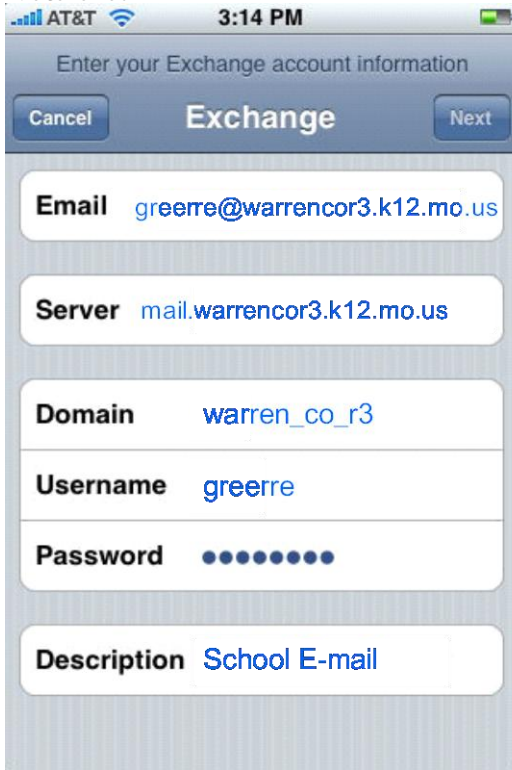 AT&T 3:14 PM
Enter your Exchange account information
Cancel Exchange Next
Email greerre@warrencor3.k12.mo.us
Server mail.warrencor3.k12.mo.us
Domain warren_co_r3
Username greerre
Password ●●●●●●●●
Description School E-mail